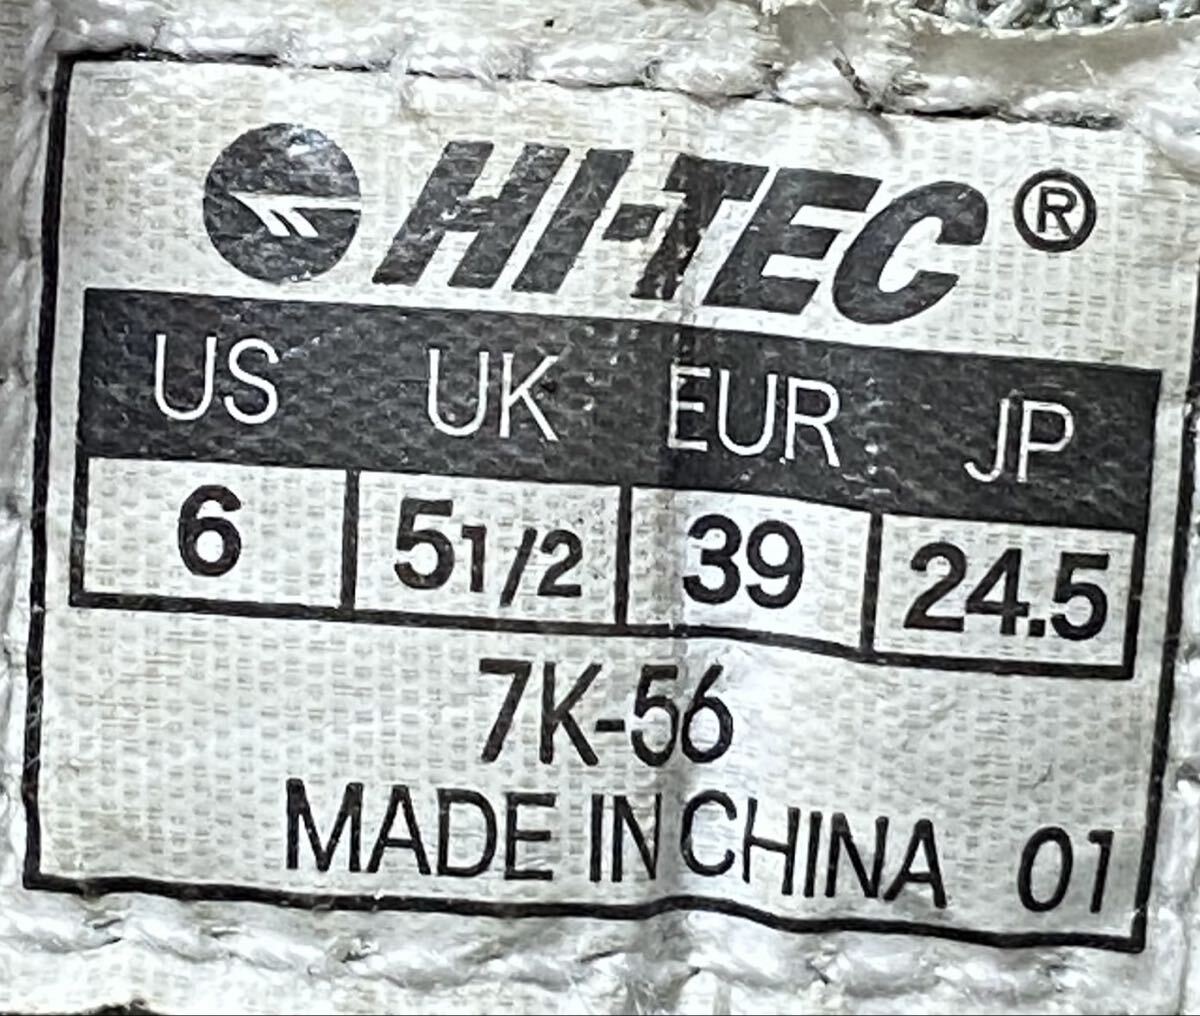 HI-TEC®
US UK EUR JP
6 5 1/2 39 24.5
7K-56
MADE IN CHINA 01